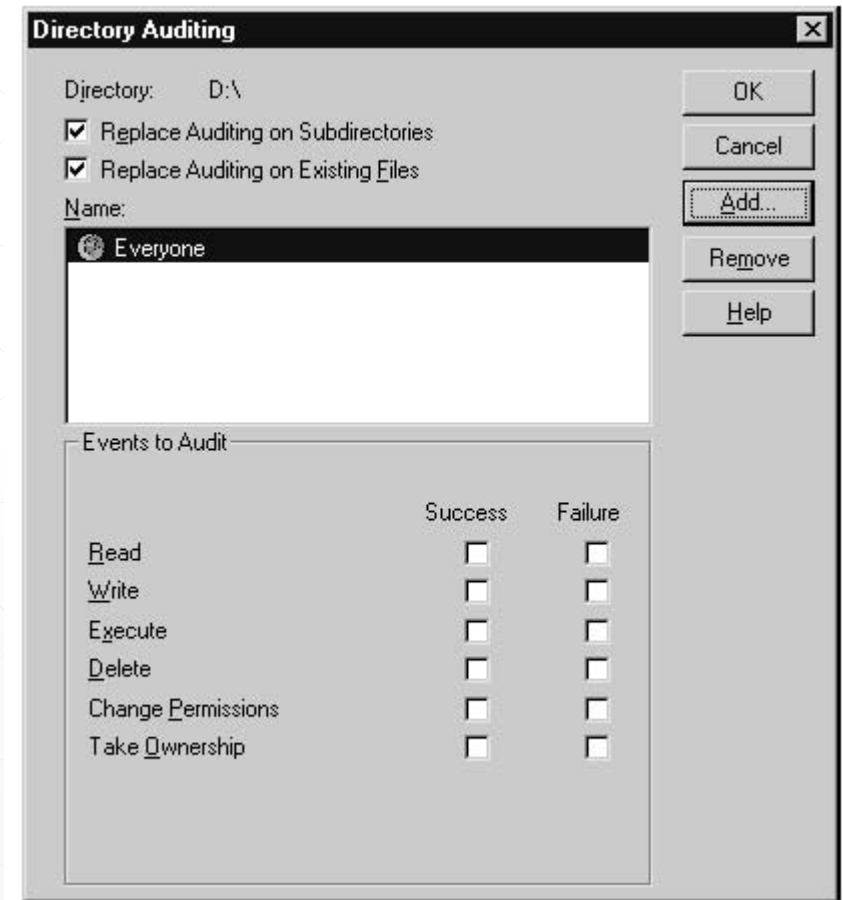 Directory Auditing
Directory: D:\
Replace Auditing on Subdirectories
Replace Auditing on Existing Files
Name:
Everyone
OK
Cancel
Add...
Remove
Help
Events to Audit
Success Failure
Read
Write
Execute
Delete
Change Permissions
Take Ownership